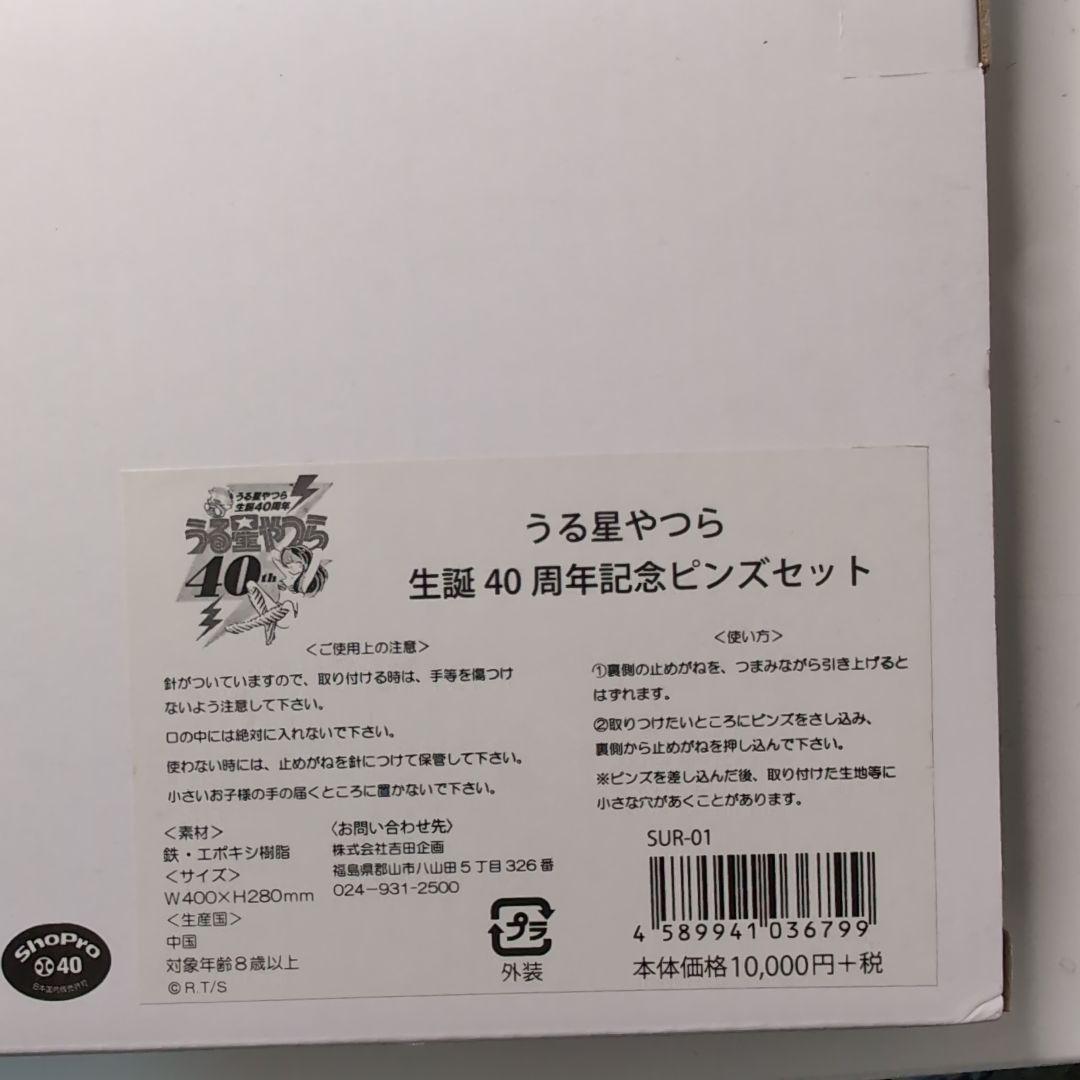 うる星やつら
生誕40周年
うる星やつら
40th
うる星やつら
生誕 40 周年記念ピンズセット
＜ご使用上の注意＞
針がついていますので、取り付ける時は、手等を傷つけ
ないよう注意して下さい。
口の中には絶対に入れないで下さい。
使わない時には、止めがねを針につけて保管して下さい。
小さいお子様の手の届くところに置かないで下さい。
＜使い方＞
①裏側の止めがねを、つまみながら引き上げると
はずれます。
②取りつけたいところにピンズをさし込み、
裏側から止めがねを押し込んで下さい。
※ピンズを差し込んだ後、取り付けた生地等に
小さな穴があくことがあります。
＜素材＞
鉄・エポキシ樹脂
＜サイズ＞
W400×H280mm
＜生産国＞
中国
対象年齢8歳以上
©R.T/S
〈お問い合わせ先〉
株式会社吉田企画
福島県郡山市八山田5丁目326番
024-931-2500
プラ
外装
SUR-01
4 589941 036799
本体価格10,000円＋税
ShoPro
40
日本国内販売許可